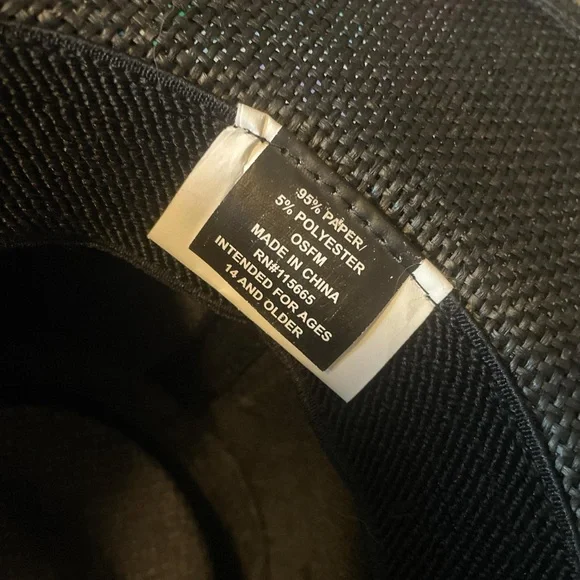 95% PAPER/
5% POLYESTER
OSFM
MADE IN CHINA
RN#115665
INTENDED FOR AGES
14 AND OLDER